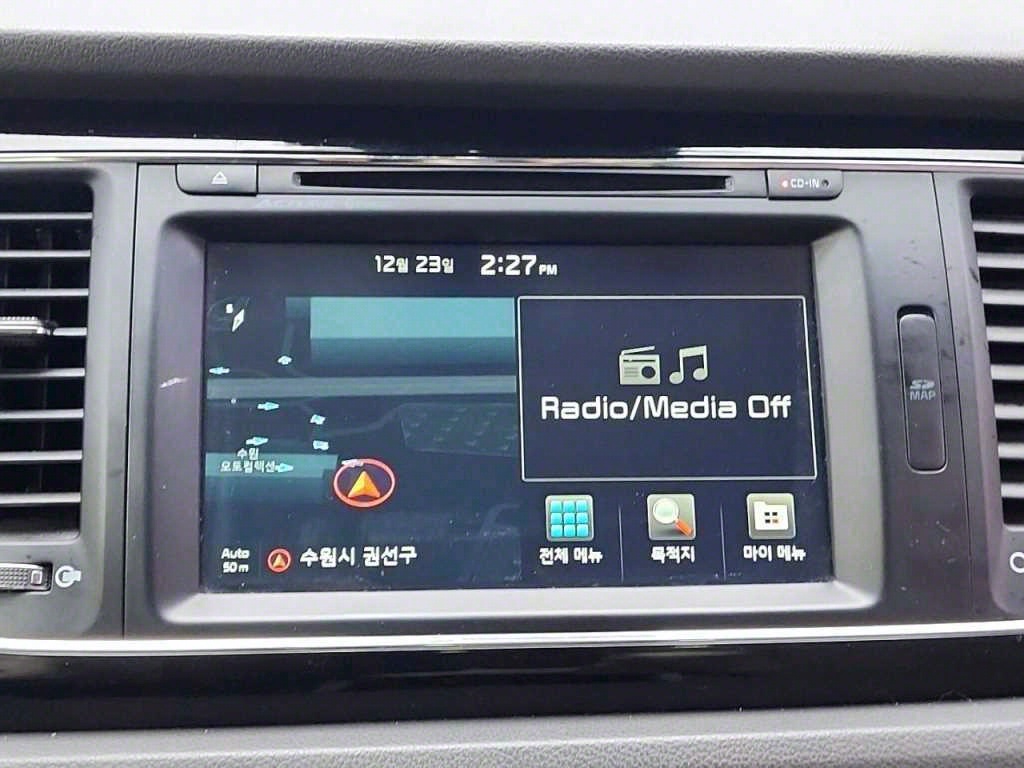 CD-IN
12월 23일 2:27 PM
S
Radio/Media Off
SD
MAP
수원
오토컬렉션
Auto
50 m
수원시 권선구
전체 메뉴
목적지
마이 메뉴